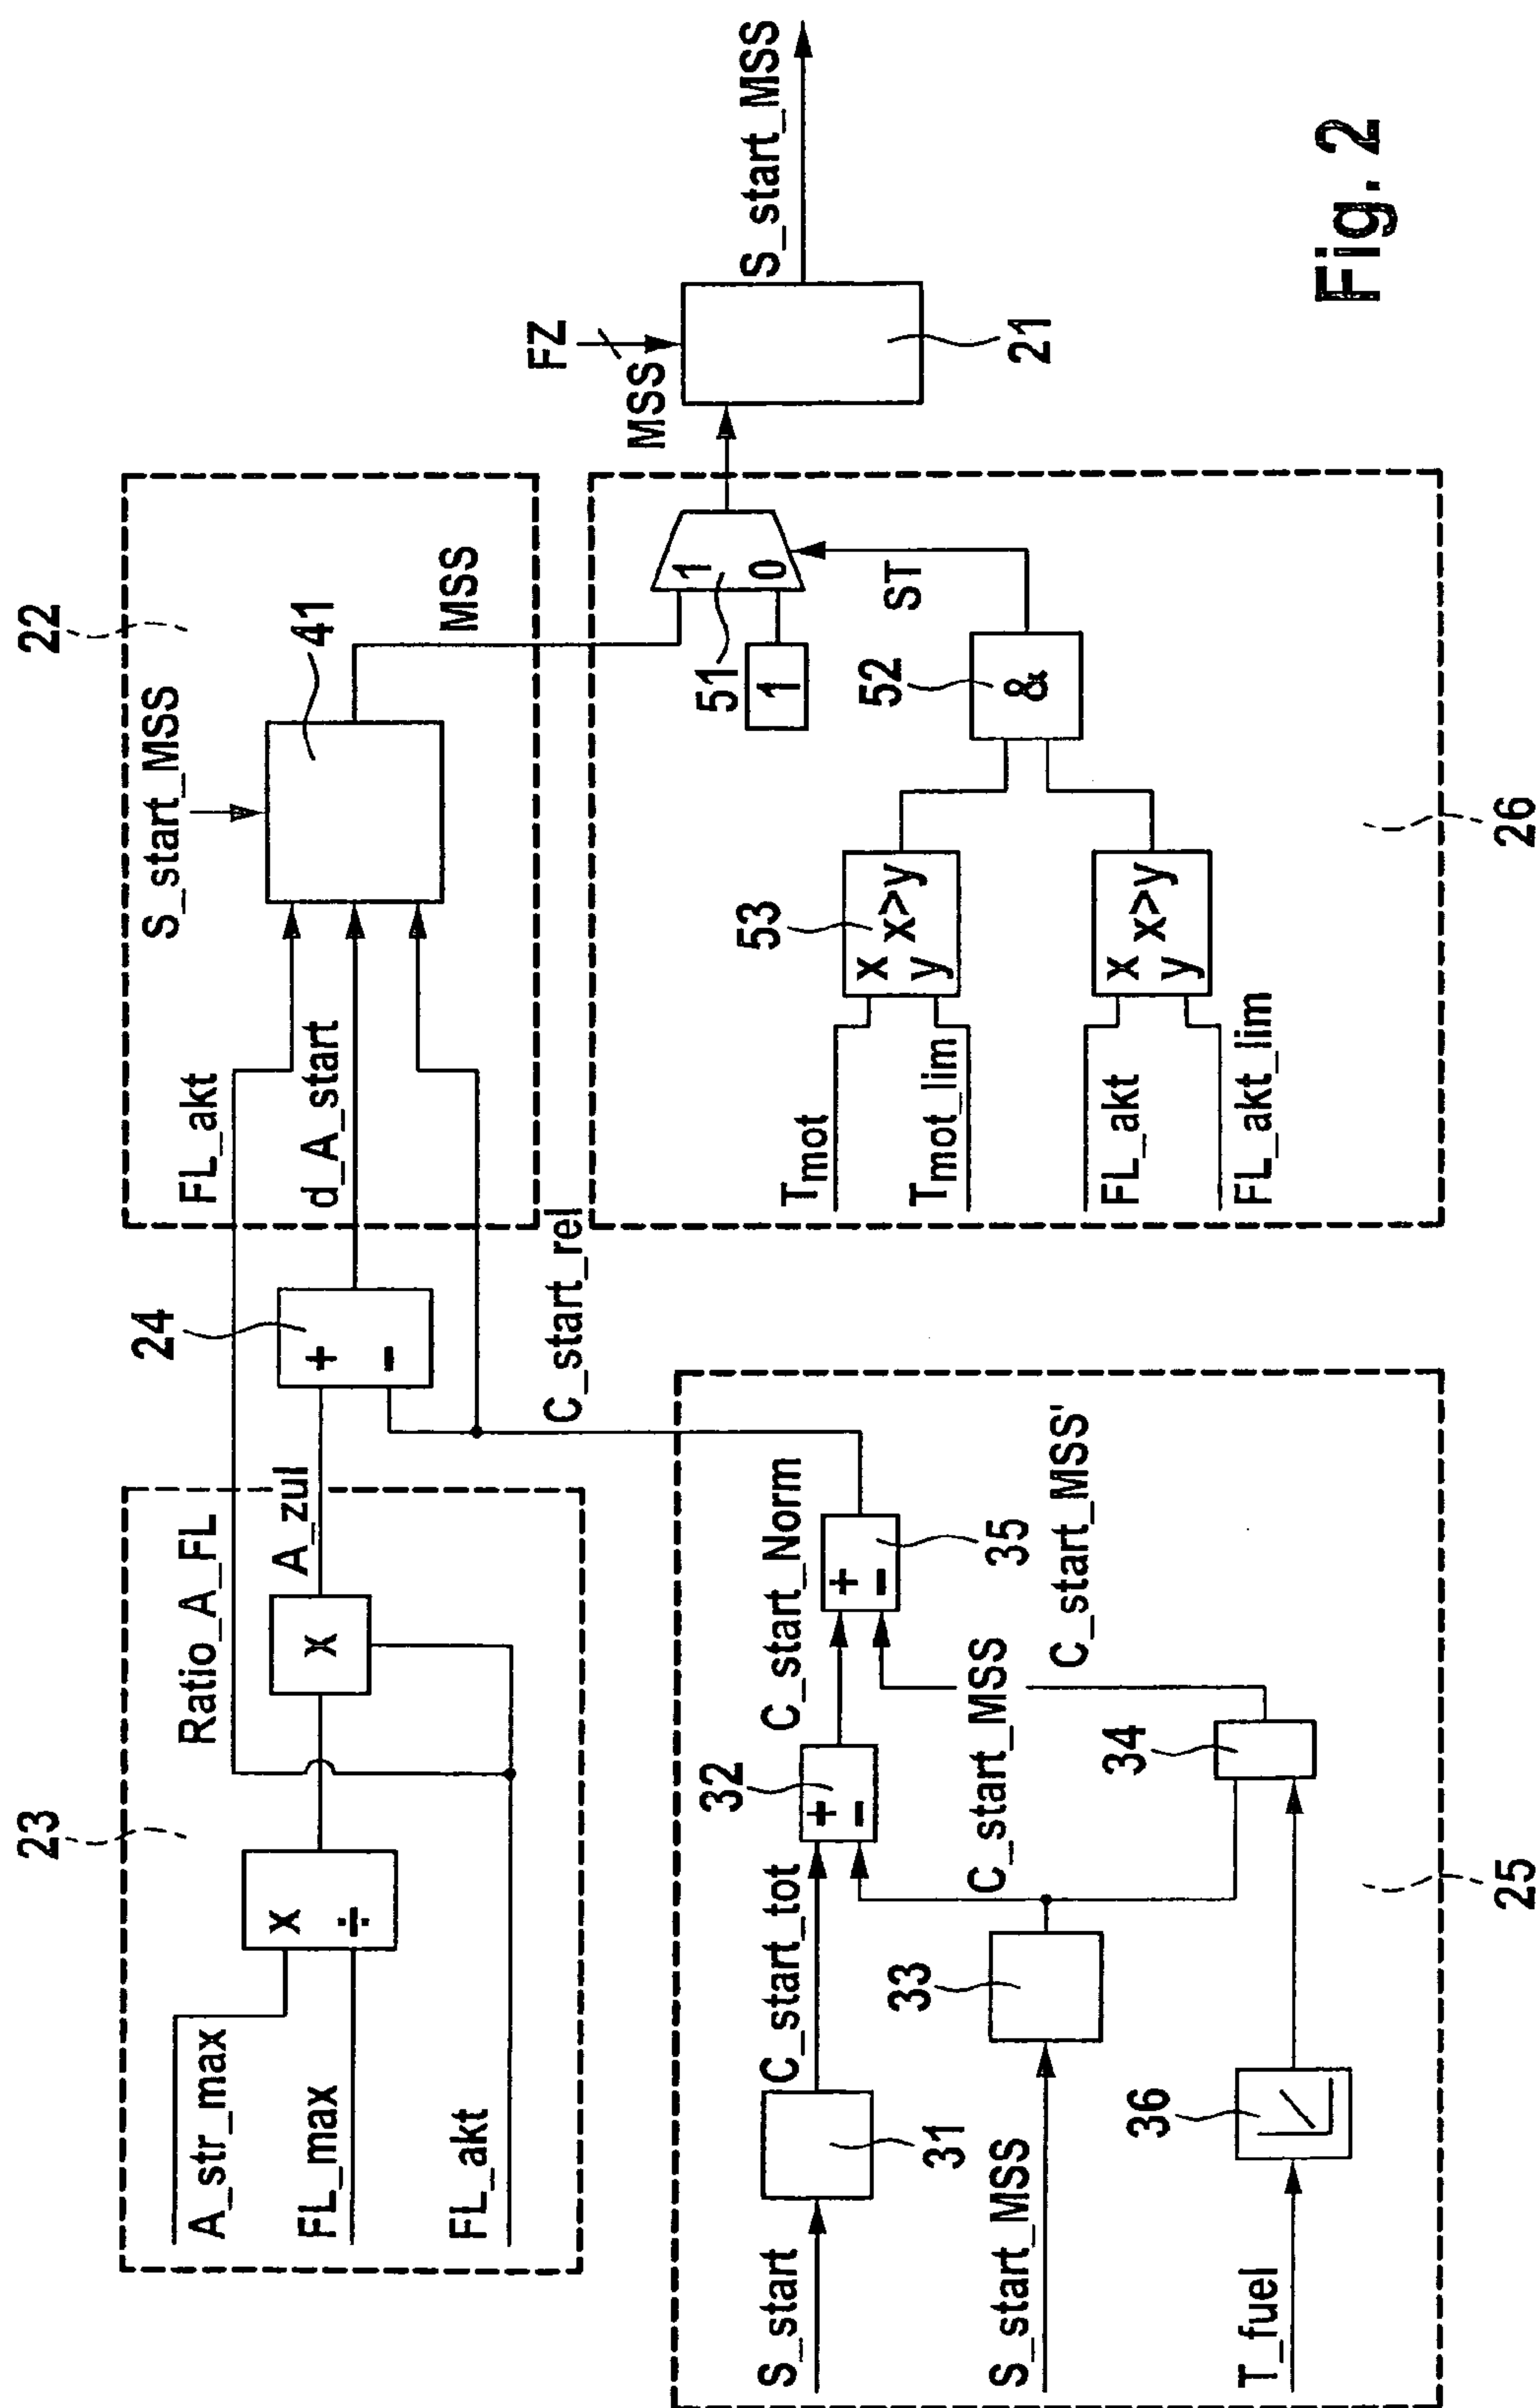 23
A_str_max
FL_max
FL_akt
x
÷
x
Ratio_A_FL
A_zul
24
+
−
FL_akt
d_A_start
C_start_rel
22
S_start_MSS
41
MSS
25
S_start
31
C_start_tot
32
+
−
C_start_Norm
35
+
−
S_start_MSS
33
C_start_MSS
C_start_MSS'
T_fuel
36
34
26
Tmot
Tmot_lim
53
x
y
x>y
FL_akt
FL_akt_lim
x
y
x>y
52
&
ST
51
1
1
0
MSS
FZ
21
S_start_MSS
Fig. 2